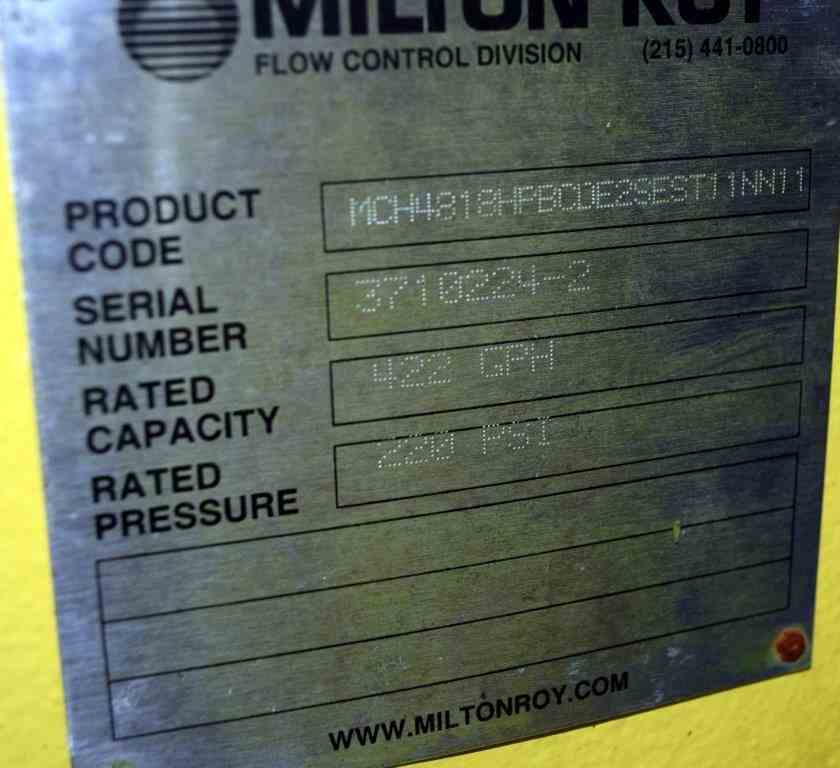 MILTON ROY
FLOW CONTROL DIVISION (215) 441-0800
PRODUCT CODE MCH4818HPBCDE2SEST11NN11
SERIAL NUMBER 3710224-2
RATED CAPACITY 422 GPH
RATED PRESSURE 220 PSI
WWW.MILTONROY.COM